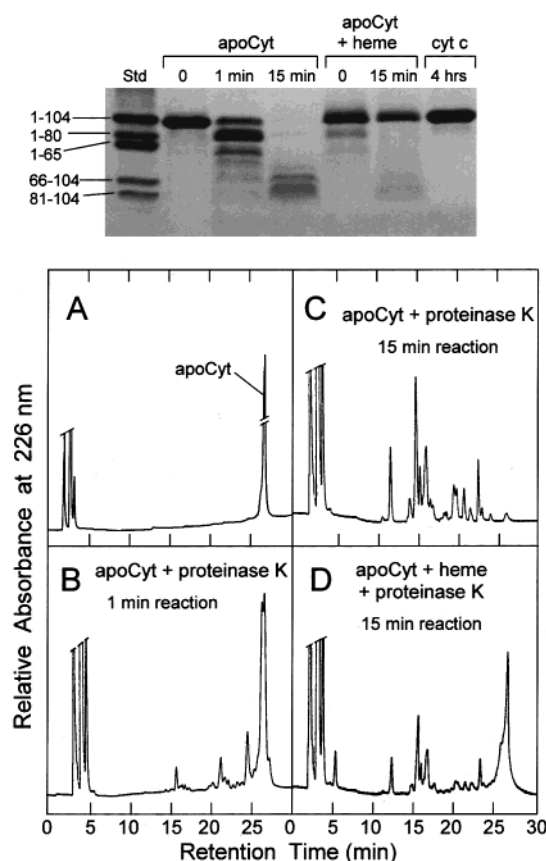 apoCyt
apoCyt
+ heme
cyt c
Std 0 1 min 15 min 0 15 min 4 hrs
1-104
1-80
1-65
66-104
81-104
A
apoCyt
C
apoCyt + proteinase K
15 min reaction
B
apoCyt + proteinase K
1 min reaction
D
apoCyt + heme
+ proteinase K
15 min reaction
Relative Absorbance at 226 nm
0 5 10 15 20 25 0 5 10 15 20 25 30
Retention Time (min)